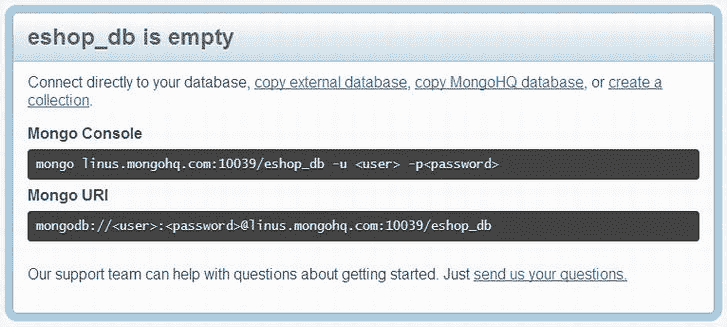 eshop_db is empty
Connect directly to your database, copy external database, copy MongoHQ database, or create a
collection.
Mongo Console
mongo linus.mongohq.com:10039/eshop_db -u <user> -p<password>
Mongo URI
mongodb://<user>:<password>@linus.mongohq.com:10039/eshop_db
Our support team can help with questions about getting started. Just send us your questions.